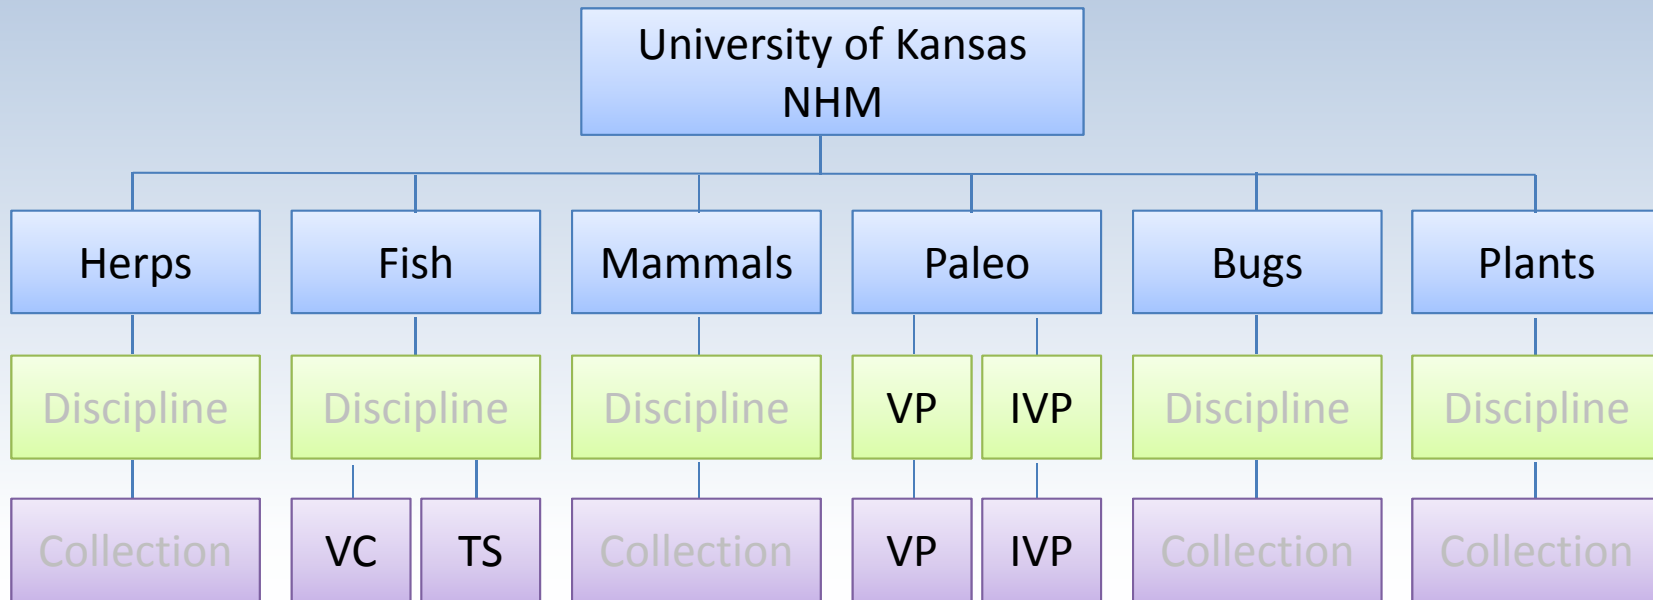 University of Kansas
NHM
Herps
Fish
Mammals
Paleo
Bugs
Plants
Discipline
Discipline
Discipline
VP
IVP
Discipline
Discipline
Collection
VC
TS
Collection
VP
IVP
Collection
Collection